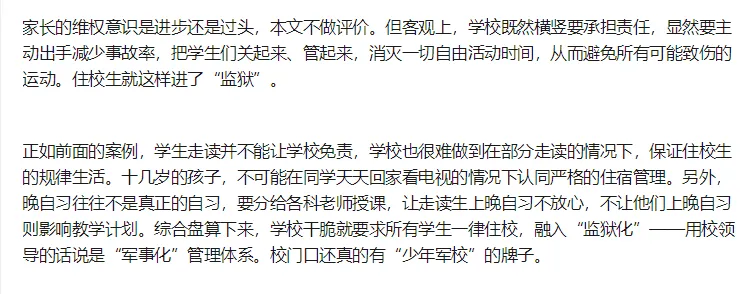 家长的维权意识是进步还是过头，本文不做评价。但客观上，学校既然横竖要承担责任，显然要主
动出手减少事故率，把学生们关起来、管起来，消灭一切自由活动时间，从而避免所有可能致伤的
运动。住校生就这样进了“监狱”。
正如前面的案例，学生走读并不能让学校免责，学校也很难做到在部分走读的情况下，保证住校生
的规律生活。十几岁的孩子，不可能在同学天天回家看电视的情况下认同严格的住宿管理。另外，
晚自习往往不是真正的自习，要分给各科老师授课，让走读生上晚自习不放心，不让他们上晚自习
则影响教学计划。综合盘算下来，学校干脆就要求所有学生一律住校，融入“监狱化”——用校领
导的话说是“军事化”管理体系。校门口还真的有“少年军校”的牌子。